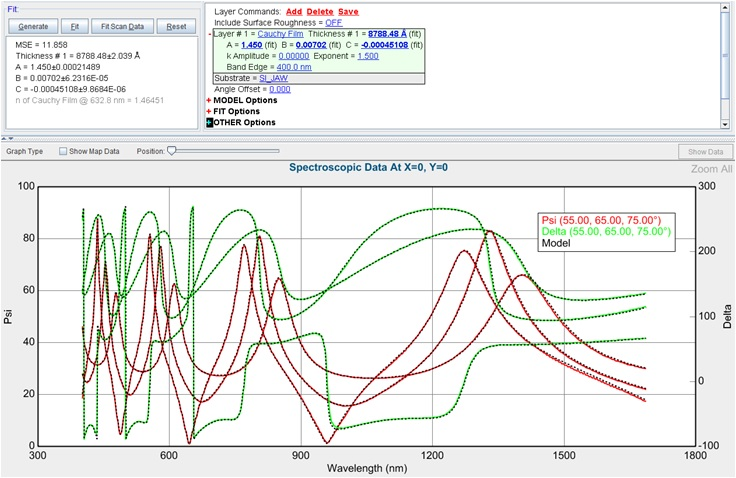 Fit:
Generate Fit Fit Scan Data Reset
MSE = 11.858
Thickness # 1 = 8788.48±2.039 Å
A = 1.450±0.00021489
B = 0.00702±6.2316E-05
C = -0.00045108±9.8684E-06
n of Cauchy Film @ 632.8 nm = 1.46451
Layer Commands: Add Delete Save
Include Surface Roughness = OFF
- Layer # 1 = Cauchy Film Thickness # 1 = 8788.48 Å (fit)
A = 1.450 (fit) B = 0.00702 (fit) C = -0.00045108 (fit)
k Amplitude = 0.00000 Exponent = 1.500
Band Edge = 400.0 nm
Substrate = SI_JAW
Angle Offset = 0.000
+ MODEL Options
+ FIT Options
+ OTHER Options
Graph Type Show Map Data Position: Show Data
Spectroscopic Data At X=0, Y=0
Zoom All
Psi (55.00, 65.00, 75.00°)
Delta (55.00, 65.00, 75.00°)
Model
100
80
60
40
20
0
Psi
300
200
100
0
-100
Delta
300 600 900 1200 1500 1800
Wavelength (nm)